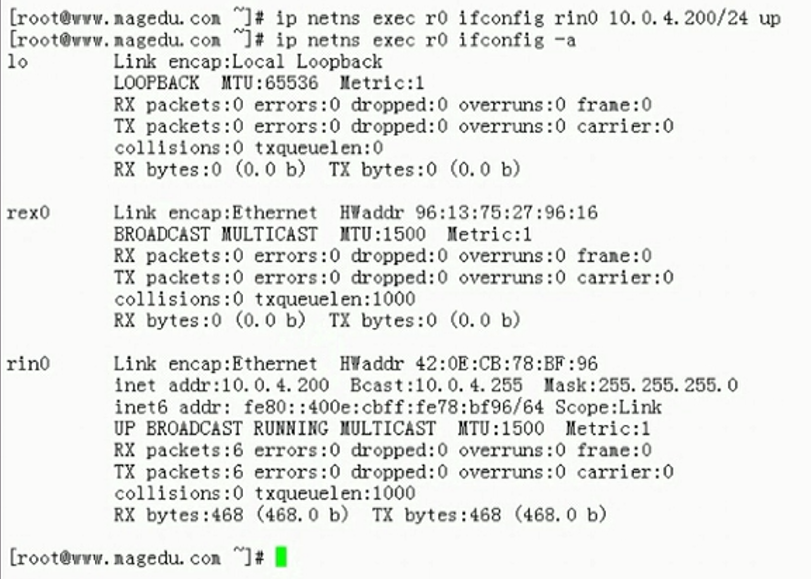 [root@www.magedu.com ~]# ip netns exec r0 ifconfig rin0 10.0.4.200/24 up
[root@www.magedu.com ~]# ip netns exec r0 ifconfig -a
lo Link encap:Local Loopback
LOOPBACK MTU:65536 Metric:1
RX packets:0 errors:0 dropped:0 overruns:0 frame:0
TX packets:0 errors:0 dropped:0 overruns:0 carrier:0
collisions:0 txqueuelen:0
RX bytes:0 (0.0 b) TX bytes:0 (0.0 b)
rex0 Link encap:Ethernet HWaddr 96:13:75:27:96:16
BROADCAST MULTICAST MTU:1500 Metric:1
RX packets:0 errors:0 dropped:0 overruns:0 frame:0
TX packets:0 errors:0 dropped:0 overruns:0 carrier:0
collisions:0 txqueuelen:1000
RX bytes:0 (0.0 b) TX bytes:0 (0.0 b)
rin0 Link encap:Ethernet HWaddr 42:0E:CB:78:BF:96
inet addr:10.0.4.200 Bcast:10.0.4.255 Mask:255.255.255.0
inet6 addr: fe80::400e:cbff:fe78:bf96/64 Scope:Link
UP BROADCAST RUNNING MULTICAST MTU:1500 Metric:1
RX packets:6 errors:0 dropped:0 overruns:0 frame:0
TX packets:6 errors:0 dropped:0 overruns:0 carrier:0
collisions:0 txqueuelen:1000
RX bytes:468 (468.0 b) TX bytes:468 (468.0 b)
[root@www.magedu.com ~]#